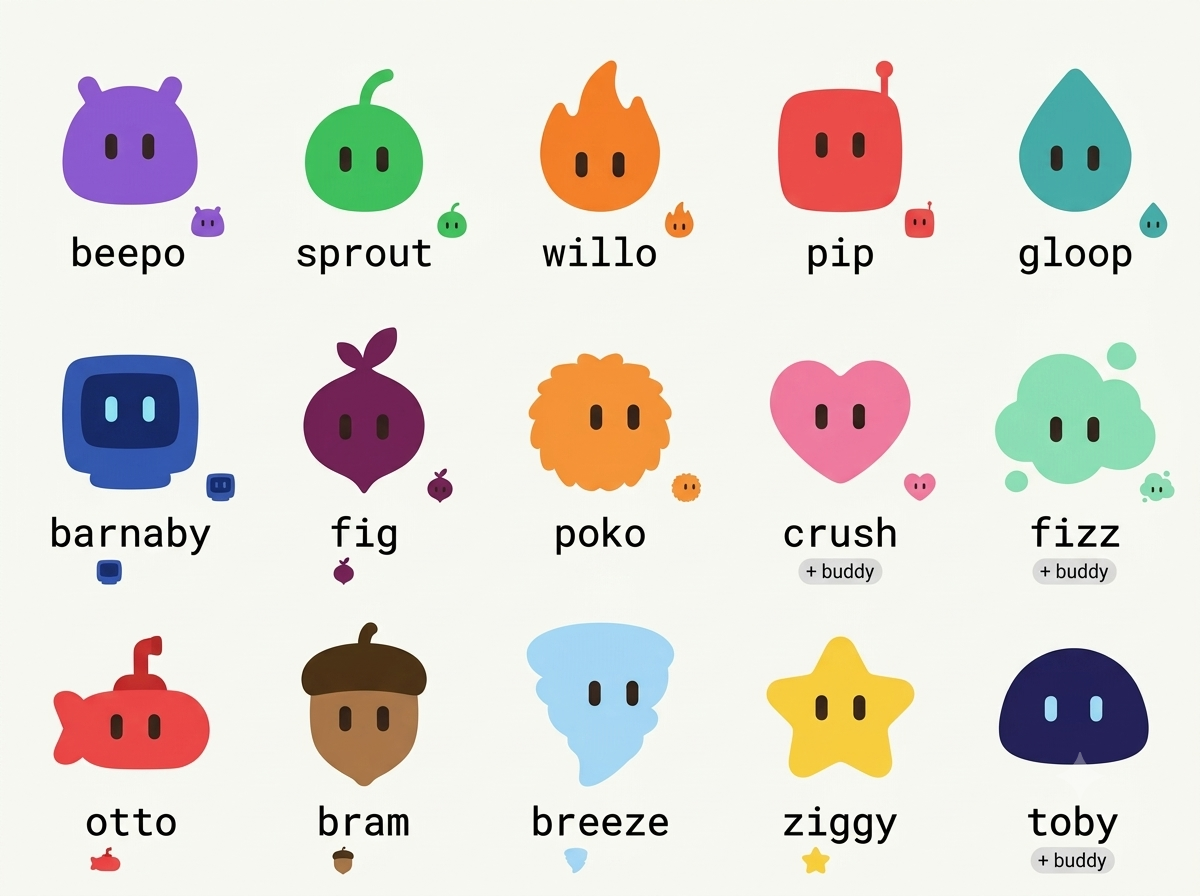 beepo sprout willo pip gloop
barnaby fig poko crush fizz
+ buddy + buddy
otto bram breeze ziggy toby
+ buddy